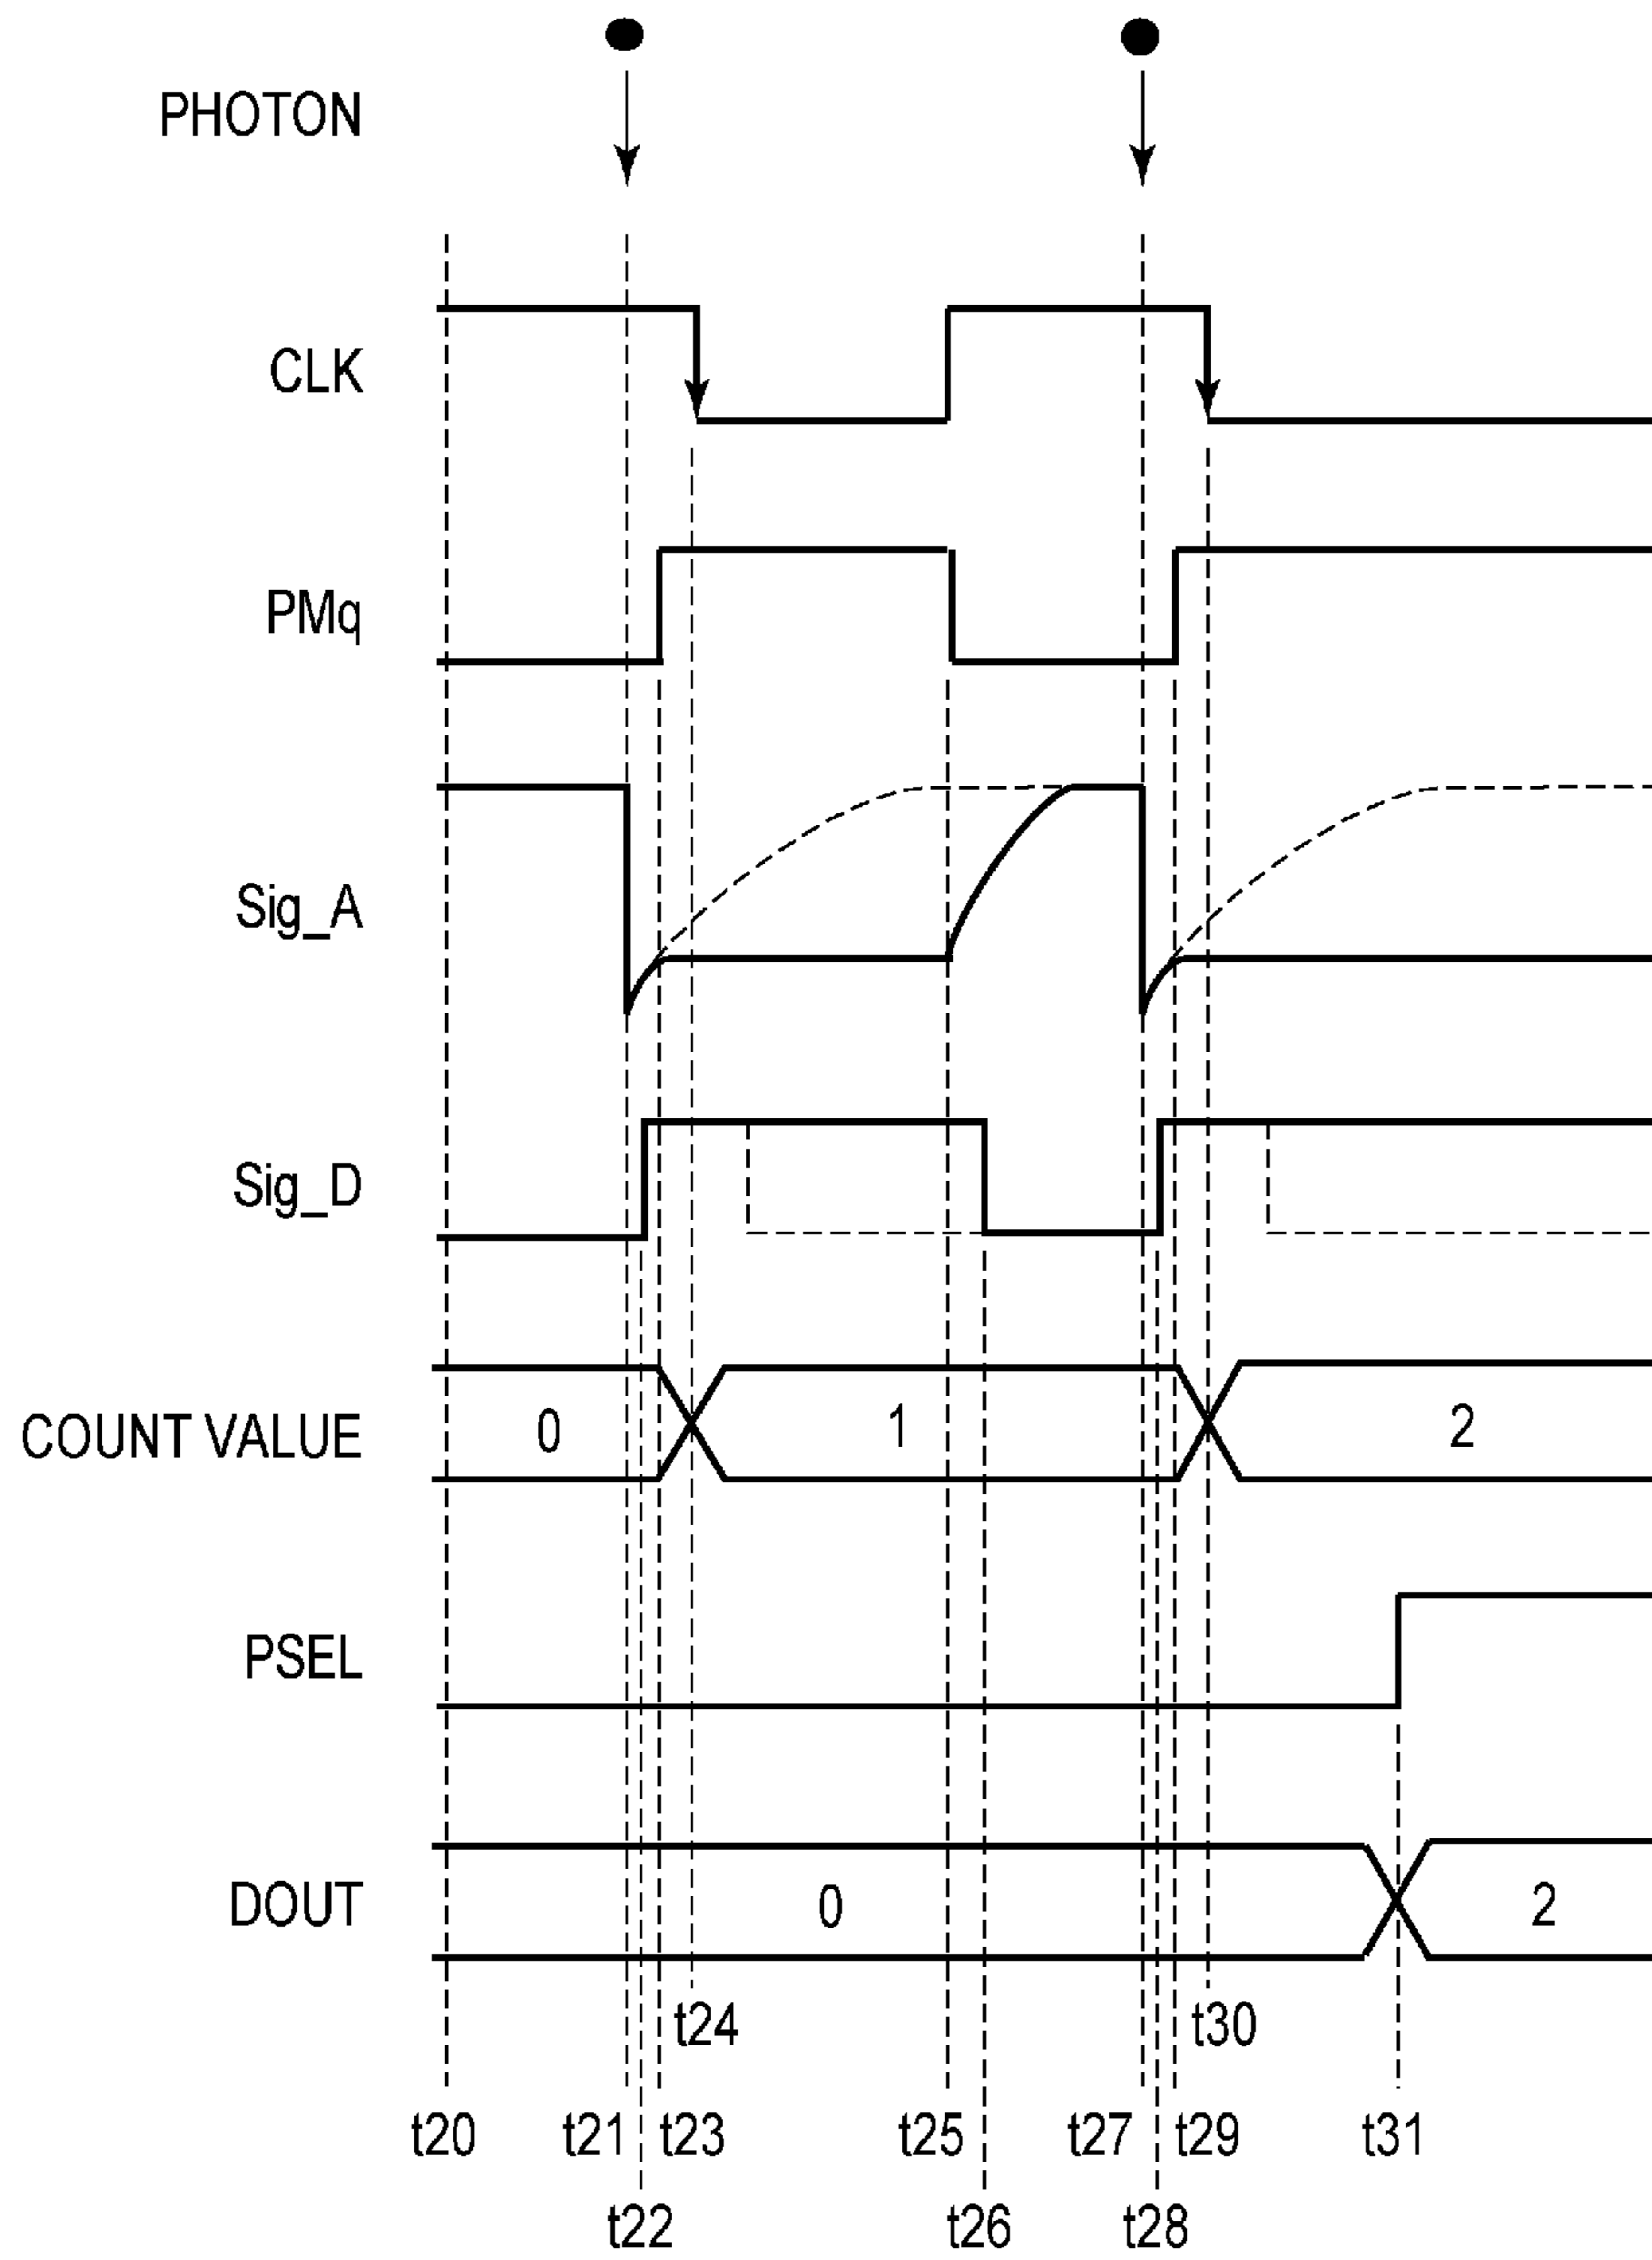 PHOTON
CLK
PMq
Sig_A
Sig_D
COUNT VALUE 0 1 2
PSEL
DOUT 0 2
t24 t30
t20 t21 t23 t25 t27 t29 t31
t22 t26 t28